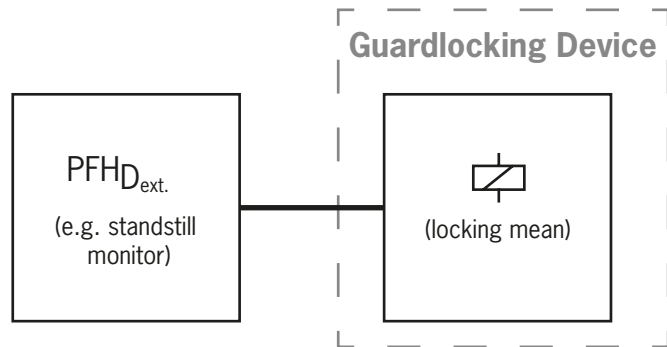 Guardlocking Device
PFHDext.
(e.g. standstill
monitor)
(locking mean)